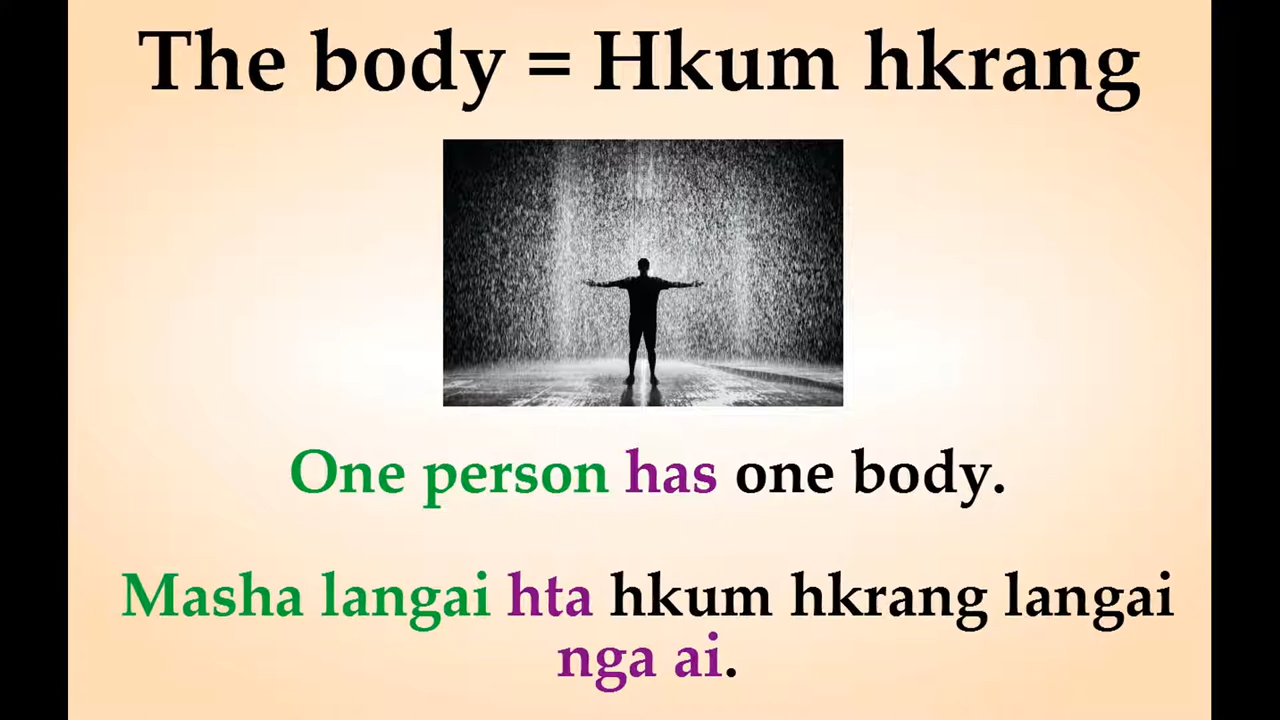 The body = Hkum hkrang
One person has one body.
Masha langai hta hkum hkrang langai
nga ai.